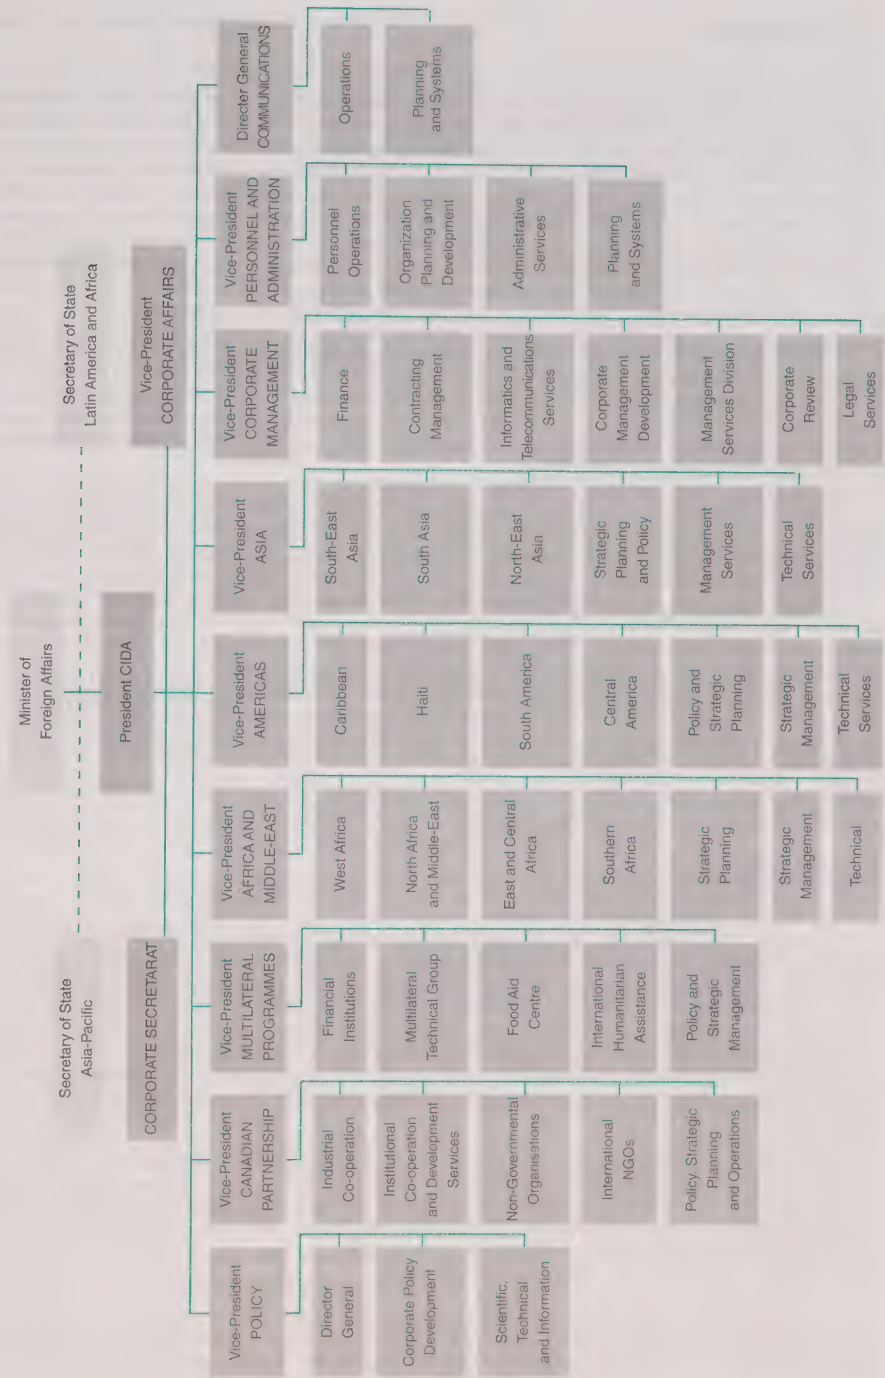 Minister of
Foreign Affairs
Secretary of State
Asia-Pacific
Secretary of State
Latin America and Africa
President CIDA
CORPORATE SECRETARAT
Vice-President
CORPORATE AFFAIRS
Vice-President
POLICY
Director
General
Corporate Policy
Development
Scientific,
Technical
and Information
Vice-President
CANADIAN
PARTNERSHIP
Industrial
Co-operation
Institutional
Co-operation
and Development
Services
Non-Governmental
Organisations
International
NGOs
Policy, Strategic
Planning
and Operations
Vice-President
MULTILATERAL
PROGRAMMES
Financial
Institutions
Multilateral
Technical Group
Food Aid
Centre
International
Humanitarian
Assistance
Policy and
Strategic
Management
Vice-President
AFRICA AND
MIDDLE-EAST
West Africa
North Africa
and Middle-East
East and Central
Africa
Southern
Africa
Strategic
Planning
Strategic
Management
Technical
Vice-President
AMERICAS
Caribbean
Haiti
South America
Central
America
Policy and
Strategic
Planning
Strategic
Management
Technical
Services
Vice-President
ASIA
South-East
Asia
South Asia
North-East
Asia
Strategic
Planning
and Policy
Management
Services
Technical
Services
Vice-President
CORPORATE
MANAGEMENT
Finance
Contracting
Management
Informatics and
Telecommunications
Services
Corporate
Management
Development
Management
Services Division
Corporate
Review
Legal
Services
Vice-President
PERSONNEL AND
ADMINISTRATION
Personnel
Operations
Organization
Planning and
Development
Administrative
Services
Planning
and Systems
Directer General
COMMUNICATIONS
Operations
Planning
and Systems